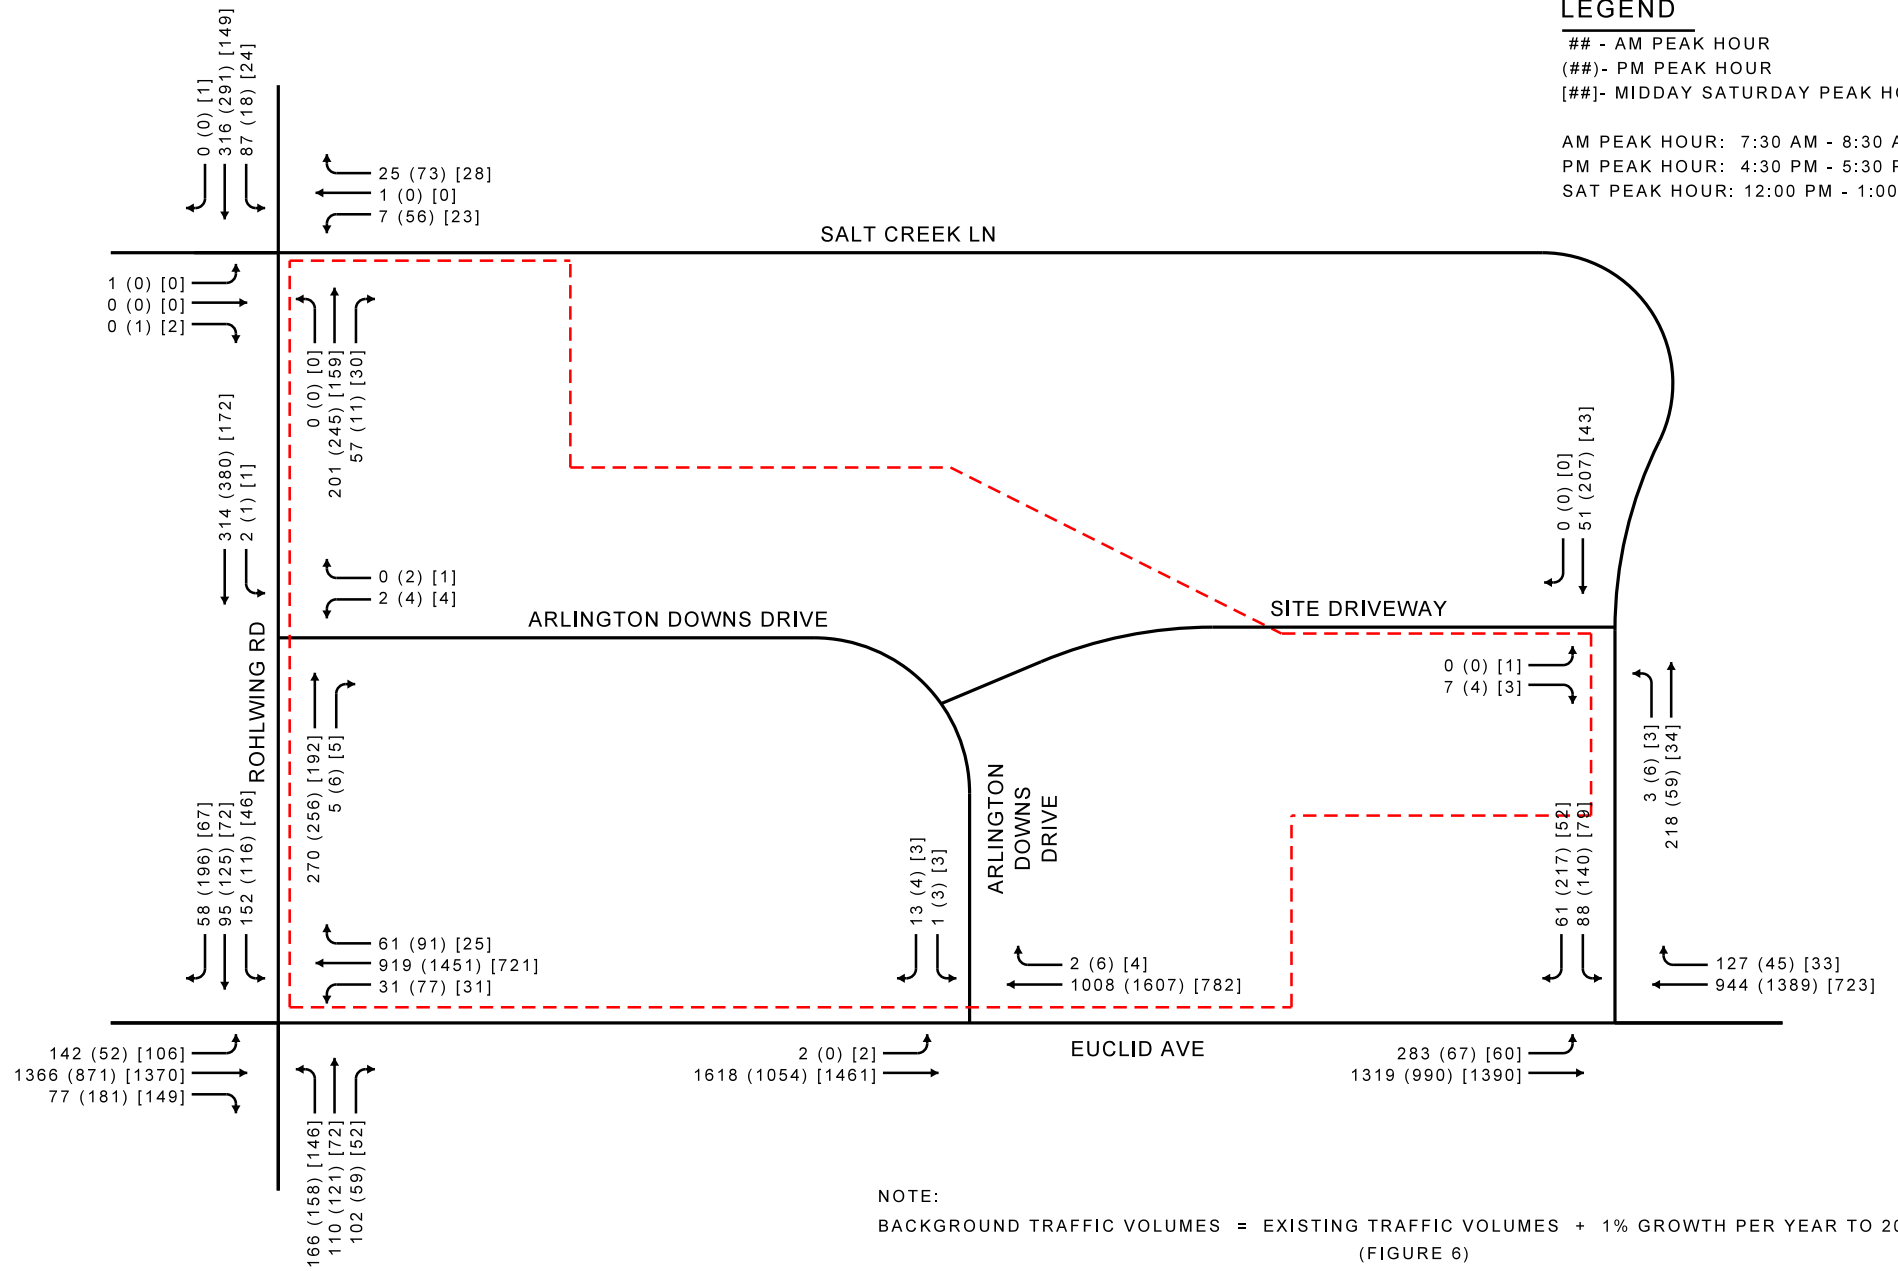 LEGEND
## - AM PEAK HOUR
(##)- PM PEAK HOUR
[##]- MIDDAY SATURDAY PEAK
AM PEAK HOUR: 7:30 AM - 8:30
PM PEAK HOUR: 4:30 PM - 5:30
SAT PEAK HOUR: 12:00 PM - 1:00
0 (0) [1]
316 (291) [149]
87 (18) [24]
25 (73) [28]
1 (0) [0]
7 (56) [23]
SALT CREEK LN
1 (0) [0]
0 (0) [0]
0 (1) [2]
0 (0) [0]
201 (245) [159]
57 (11) [30]
314 (380) [172]
2 (1) [1]
0 (0) [0]
51 (207) [43]
0 (2) [1]
2 (4) [4]
ARLINGTON DOWNS DRIVE
SITE DRIVEWAY
ROHLWING RD
0 (0) [1]
7 (4) [3]
270 (256) [192]
5 (6) [5]
3 (6) [3]
218 (59) [34]
ARLINGTON
DOWNS
DRIVE
58 (196) [67]
95 (125) [72]
152 (116) [46]
13 (4) [3]
1 (3) [3]
61 (217) [52]
88 (140) [79]
61 (91) [25]
919 (1451) [721]
31 (77) [31]
2 (6) [4]
1008 (1607) [782]
127 (45) [33]
944 (1389) [723]
142 (52) [106]
1366 (871) [1370]
77 (181) [149]
2 (0) [2]
1618 (1054) [1461]
EUCLID AVE
283 (67) [60]
1319 (990) [1390]
166 (158) [146]
110 (121) [72]
102 (59) [52]
NOTE:
BACKGROUND TRAFFIC VOLUMES = EXISTING TRAFFIC VOLUMES + 1% GROWTH PER YEAR TO
(FIGURE 6)